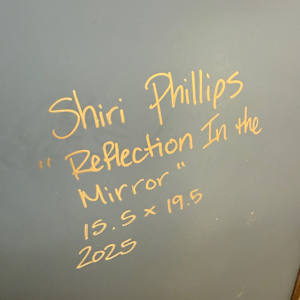 Shiri Phillips
"Reflection In the
Mirror"
15.5 x 19.5
2025